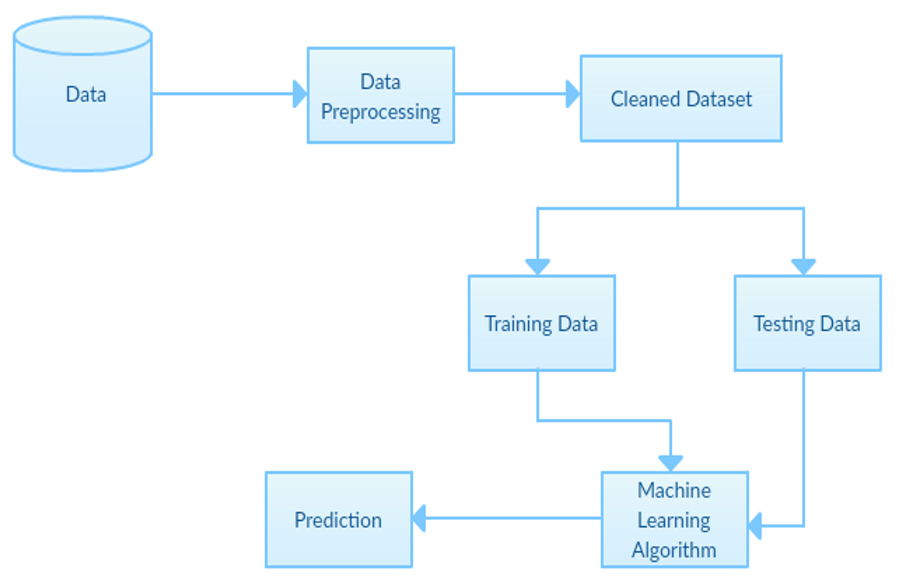 Data
Data
Preprocessing
Cleaned Dataset
Training Data
Testing Data
Machine
Learning
Algorithm
Prediction